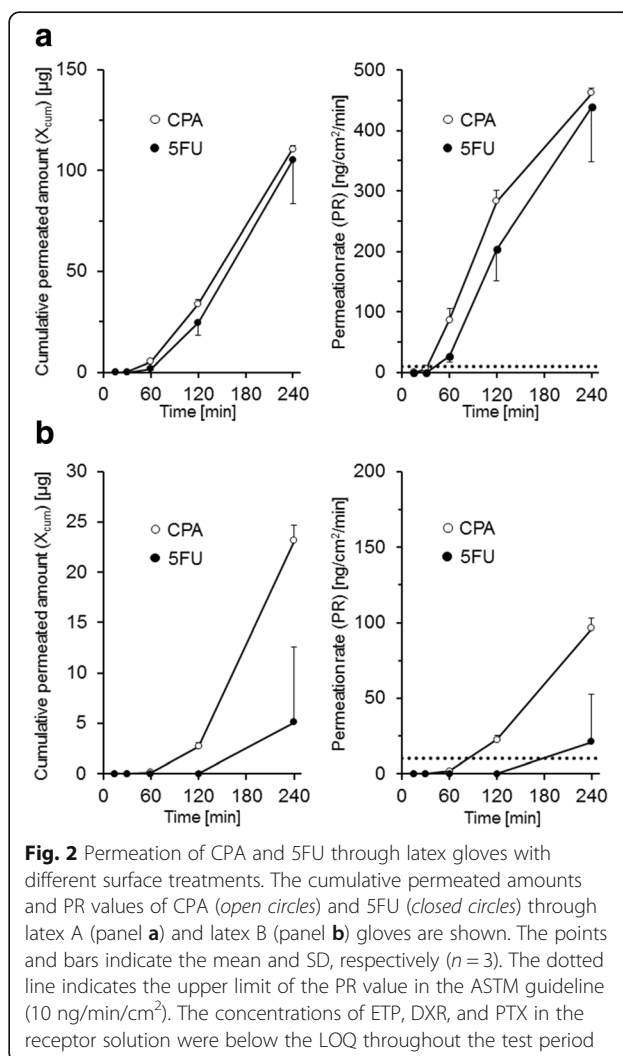 a
150
100
50
0
Cumulative permeated amount (Xcum) [µg]
CPA
5FU
0 60 120 180 240
Time [min]
500
400
300
200
100
0
Permeation rate (PR) [ng/cm²/min]
CPA
5FU
0 60 120 180 240
Time [min]
b
30
25
20
15
10
5
0
Cumulative permeated amount (Xcum) [µg]
CPA
5FU
0 60 120 180 240
Time [min]
200
150
100
50
0
Permeation rate (PR) [ng/cm²/min]
CPA
5FU
0 60 120 180 240
Time [min]
Fig. 2 Permeation of CPA and 5FU through latex gloves with
different surface treatments. The cumulative permeated amounts
and PR values of CPA (open circles) and 5FU (closed circles) through
latex A (panel a) and latex B (panel b) gloves are shown. The points
and bars indicate the mean and SD, respectively (n = 3). The dotted
line indicates the upper limit of the PR value in the ASTM guideline
(10 ng/min/cm²). The concentrations of ETP, DXR, and PTX in the
receptor solution were below the LOQ throughout the test period